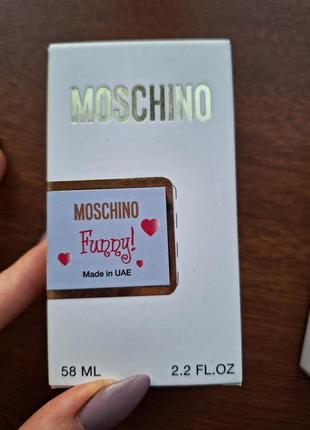 MOSCHINO
MOSCHINO
Funny!
Made in UAE
58 ML 2.2 FL.OZ